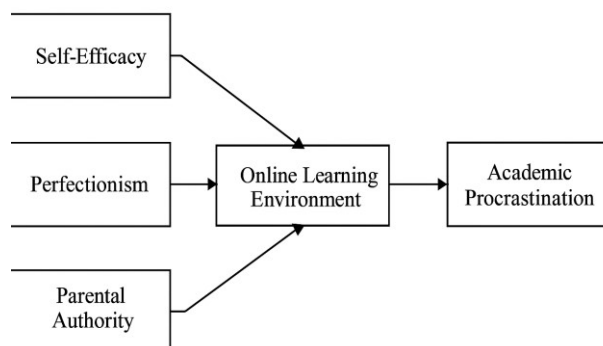 Self-Efficacy
Perfectionism
Online Learning
Environment
Academic
Procrastination
Parental
Authority